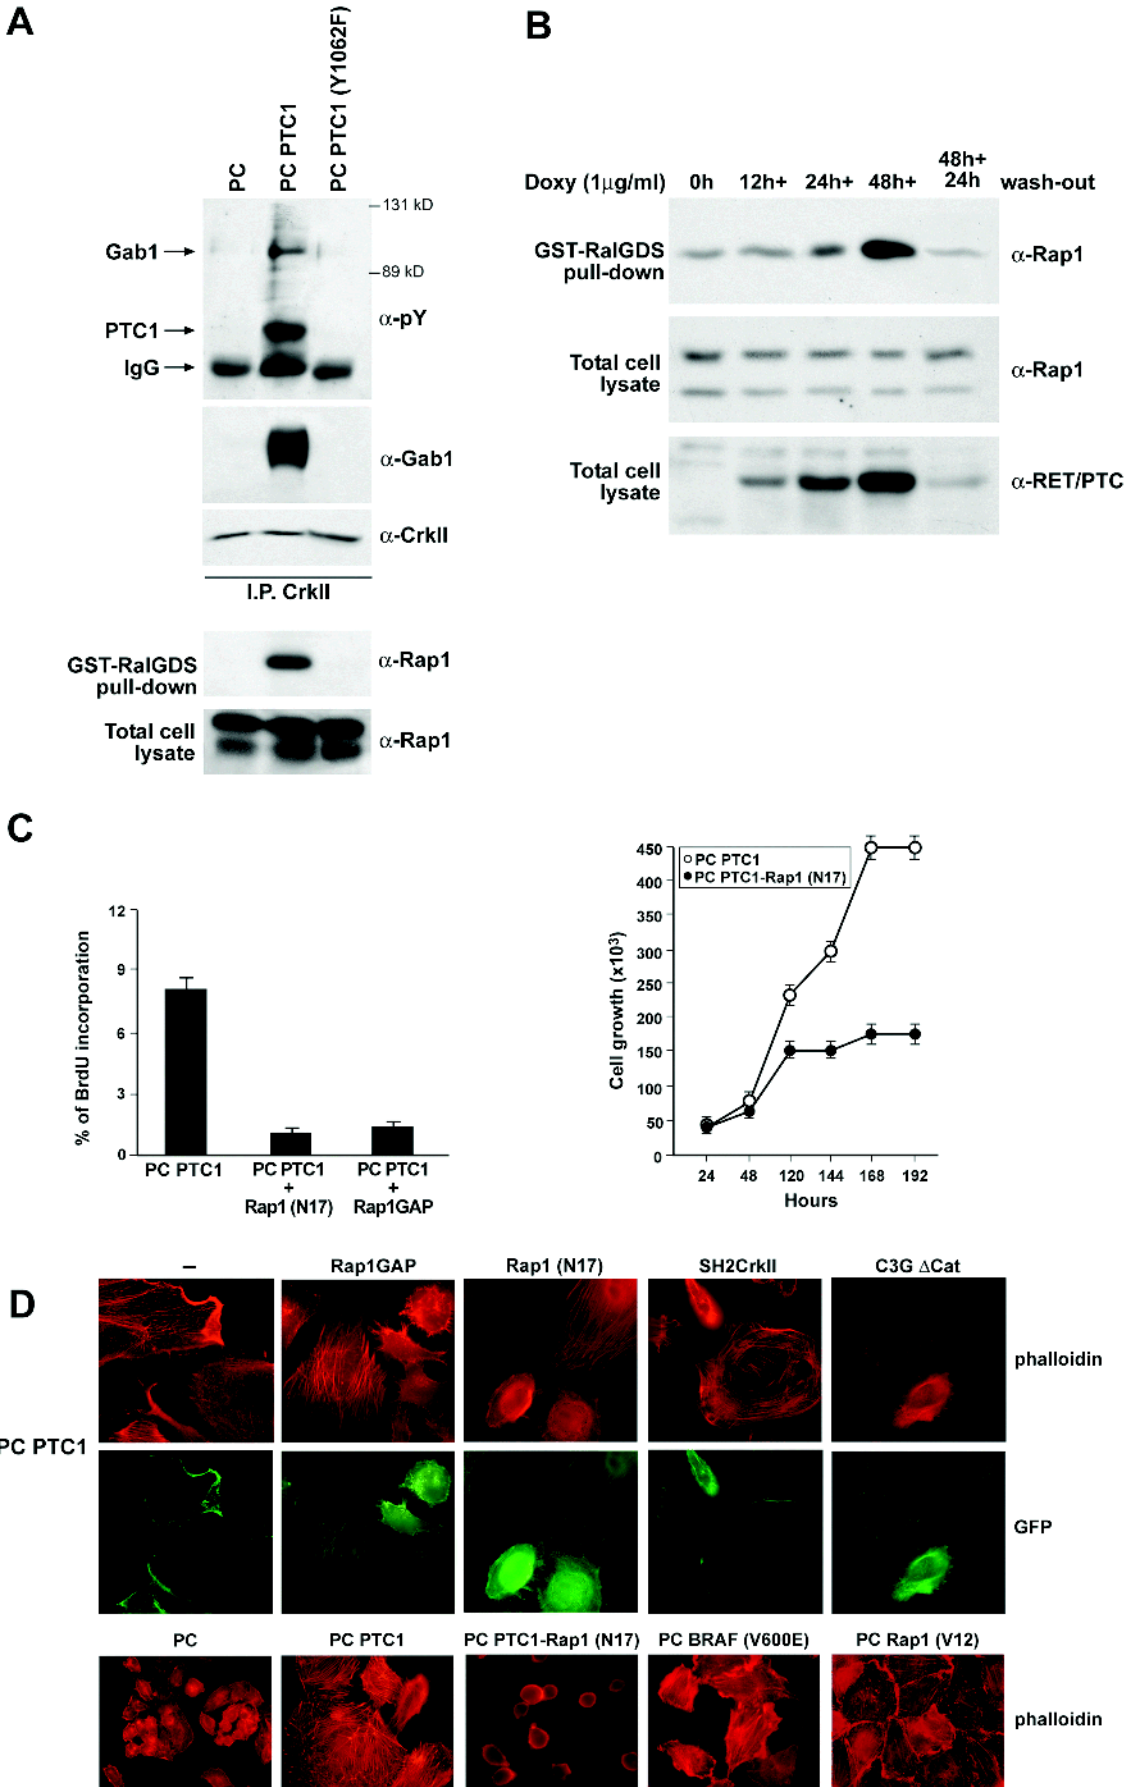 A
PC
PC PTC1
PC PTC1 (Y1062F)
131 kD
Gab1
89 kD
α-pY
PTC1
IgG
α-Gab1
α-CrkII
I.P. CrkII
GST-RalGDS
pull-down
α-Rap1
Total cell
lysate
α-Rap1
B
Doxy (1μg/ml) 0h 12h+ 24h+ 48h+ 48h+ 24h wash-out
GST-RalGDS
pull-down
α-Rap1
Total cell
lysate
α-Rap1
Total cell
lysate
α-RET/PTC
C
% of BrdU incorporation
12
9
6
3
0
PC PTC1
PC PTC1
+
Rap1 (N17)
PC PTC1
+
Rap1GAP
Cell growth (x10³)
450
400
350
300
250
200
150
100
50
0
PC PTC1
PC PTC1-Rap1 (N17)
24 48 120 144 168 192
Hours
D
– Rap1GAP Rap1 (N17) SH2CrkII C3G ΔCat
phalloidin
PC PTC1
GFP
PC PC PTC1 PC PTC1-Rap1 (N17) PC BRAF (V600E) PC Rap1 (V12)
phalloidin